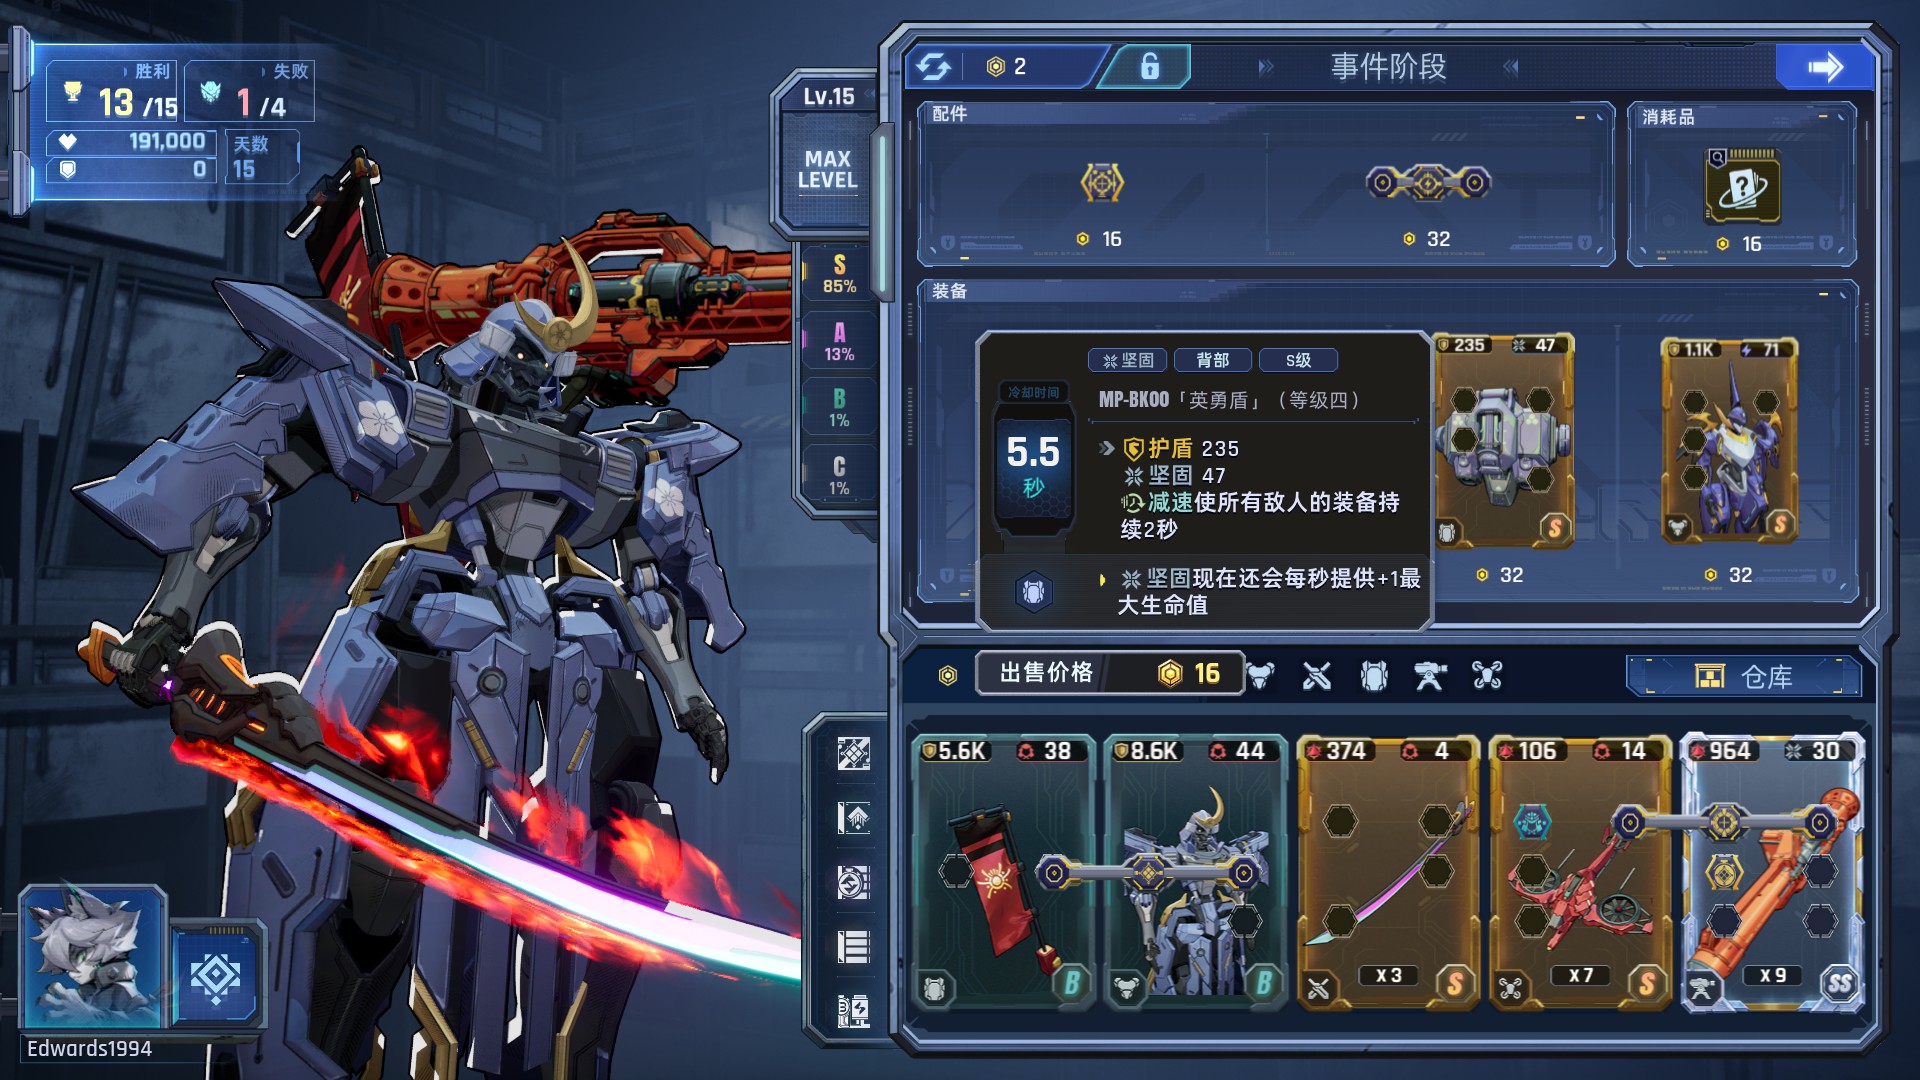 胜利
13 /15
失败
1 /4
191,000
0
天数
15
Lv.15
MAX
LEVEL
S
85%
A
13%
B
1%
C
1%
2
事件阶段
配件
16
32
消耗品
?
16
装备
坚固
背部
S级
冷却时间
5.5
秒
MP-BK00「英勇盾」（等级四）
护盾 235
坚固 47
减速使所有敌人的装备持
续2秒
坚固现在还会每秒提供+1最
大生命值
235
47
S
32
1.1K
71
S
32
出售价格
16
仓库
5.6K
38
B
8.6K
44
B
374
4
x3
S
106
14
x7
S
964
30
x9
SS
Edwards1994